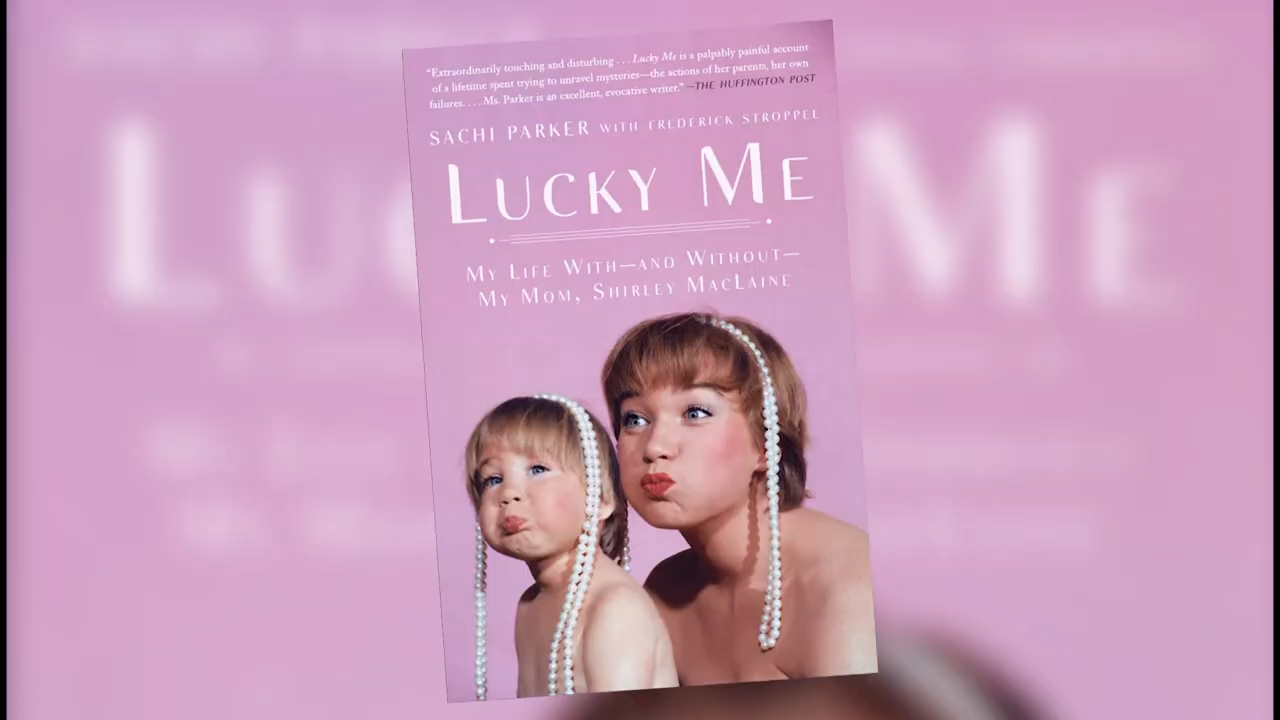 “Extraordinarily touching and disturbing . . . Lucky Me is a palpably painful account
of a lifetime spent trying to unravel mysteries—the actions of her parents, her own
failures. . . . Ms. Parker is an excellent, evocative writer.” —THE HUFFINGTON POST
SACHI PARKER WITH FREDERICK STROPPEL
LUCKY ME
MY LIFE WITH—AND WITHOUT—
MY MOM, SHIRLEY MACLAINE